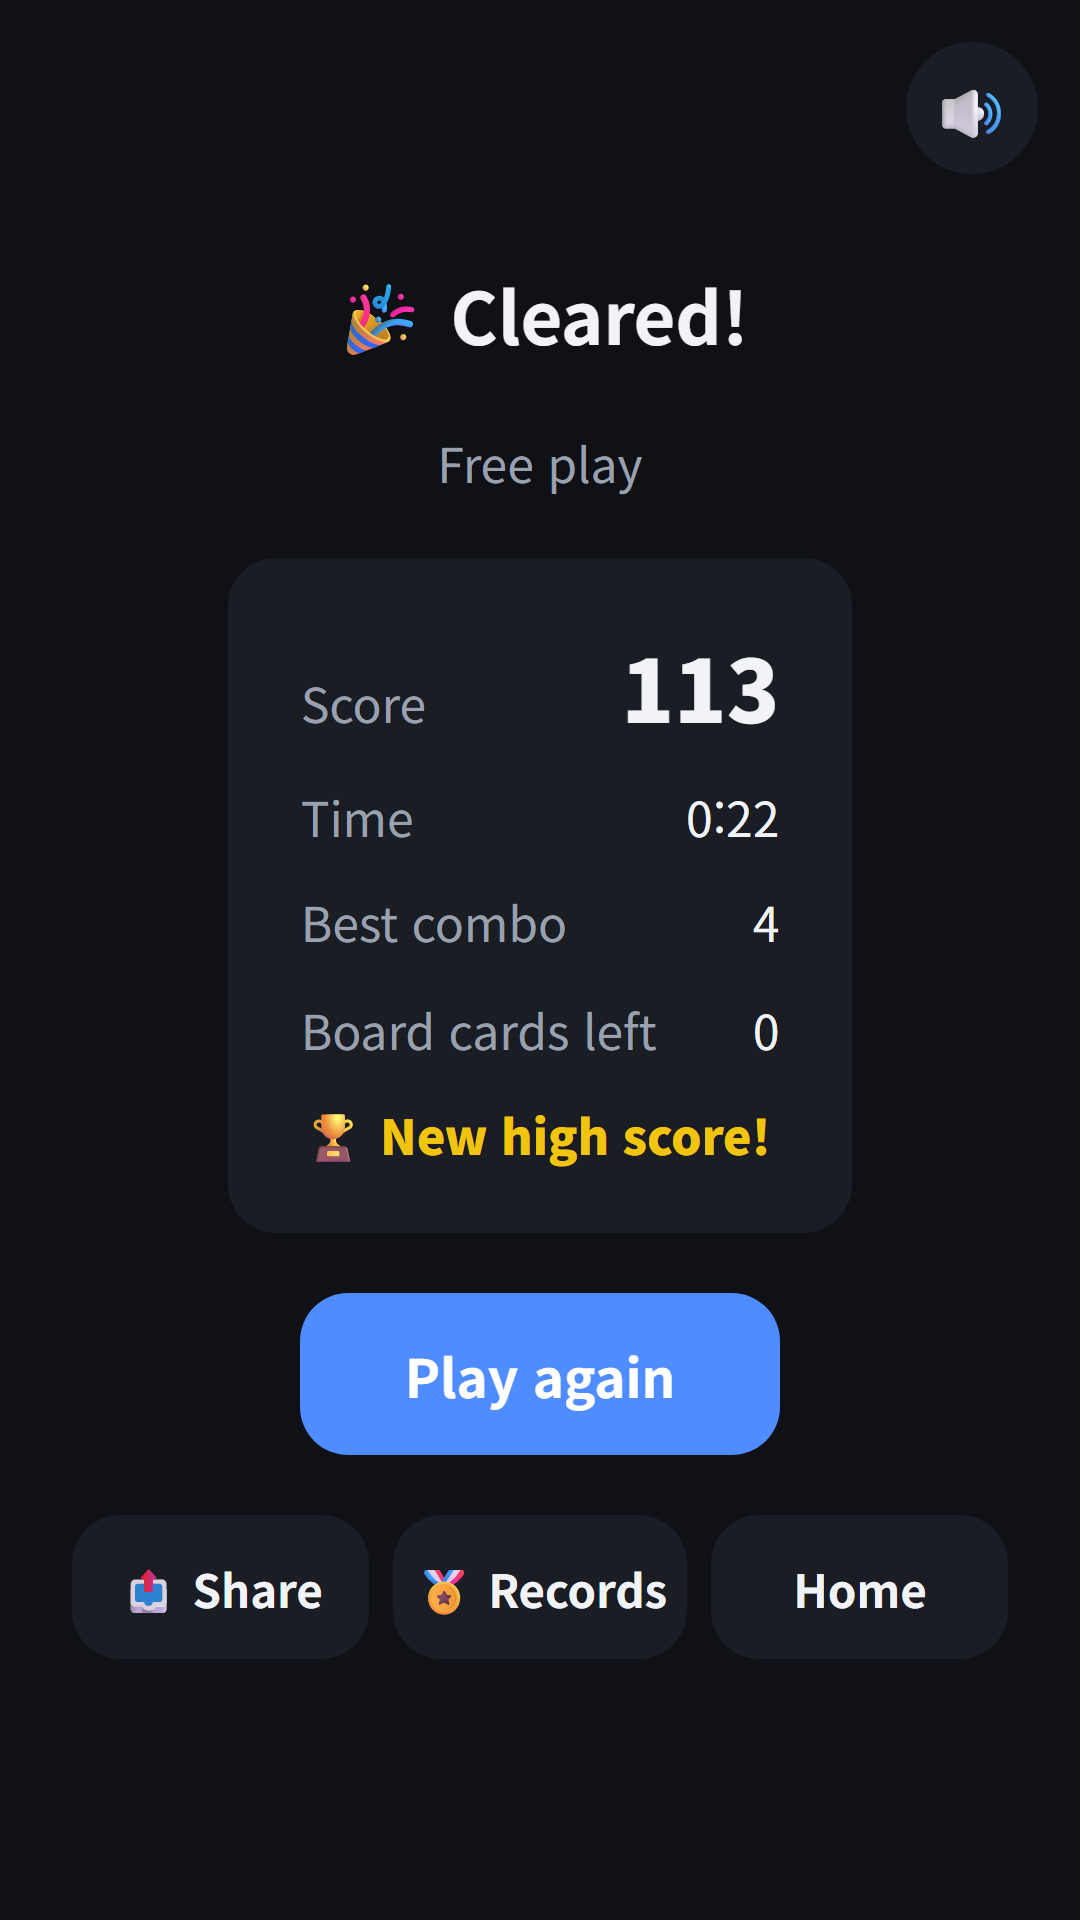 🎉 Cleared!
Free play
Score 113
Time 0:22
Best combo 4
Board cards left 0
🏆 New high score!
Play again
📤 Share
🏅 Records
Home